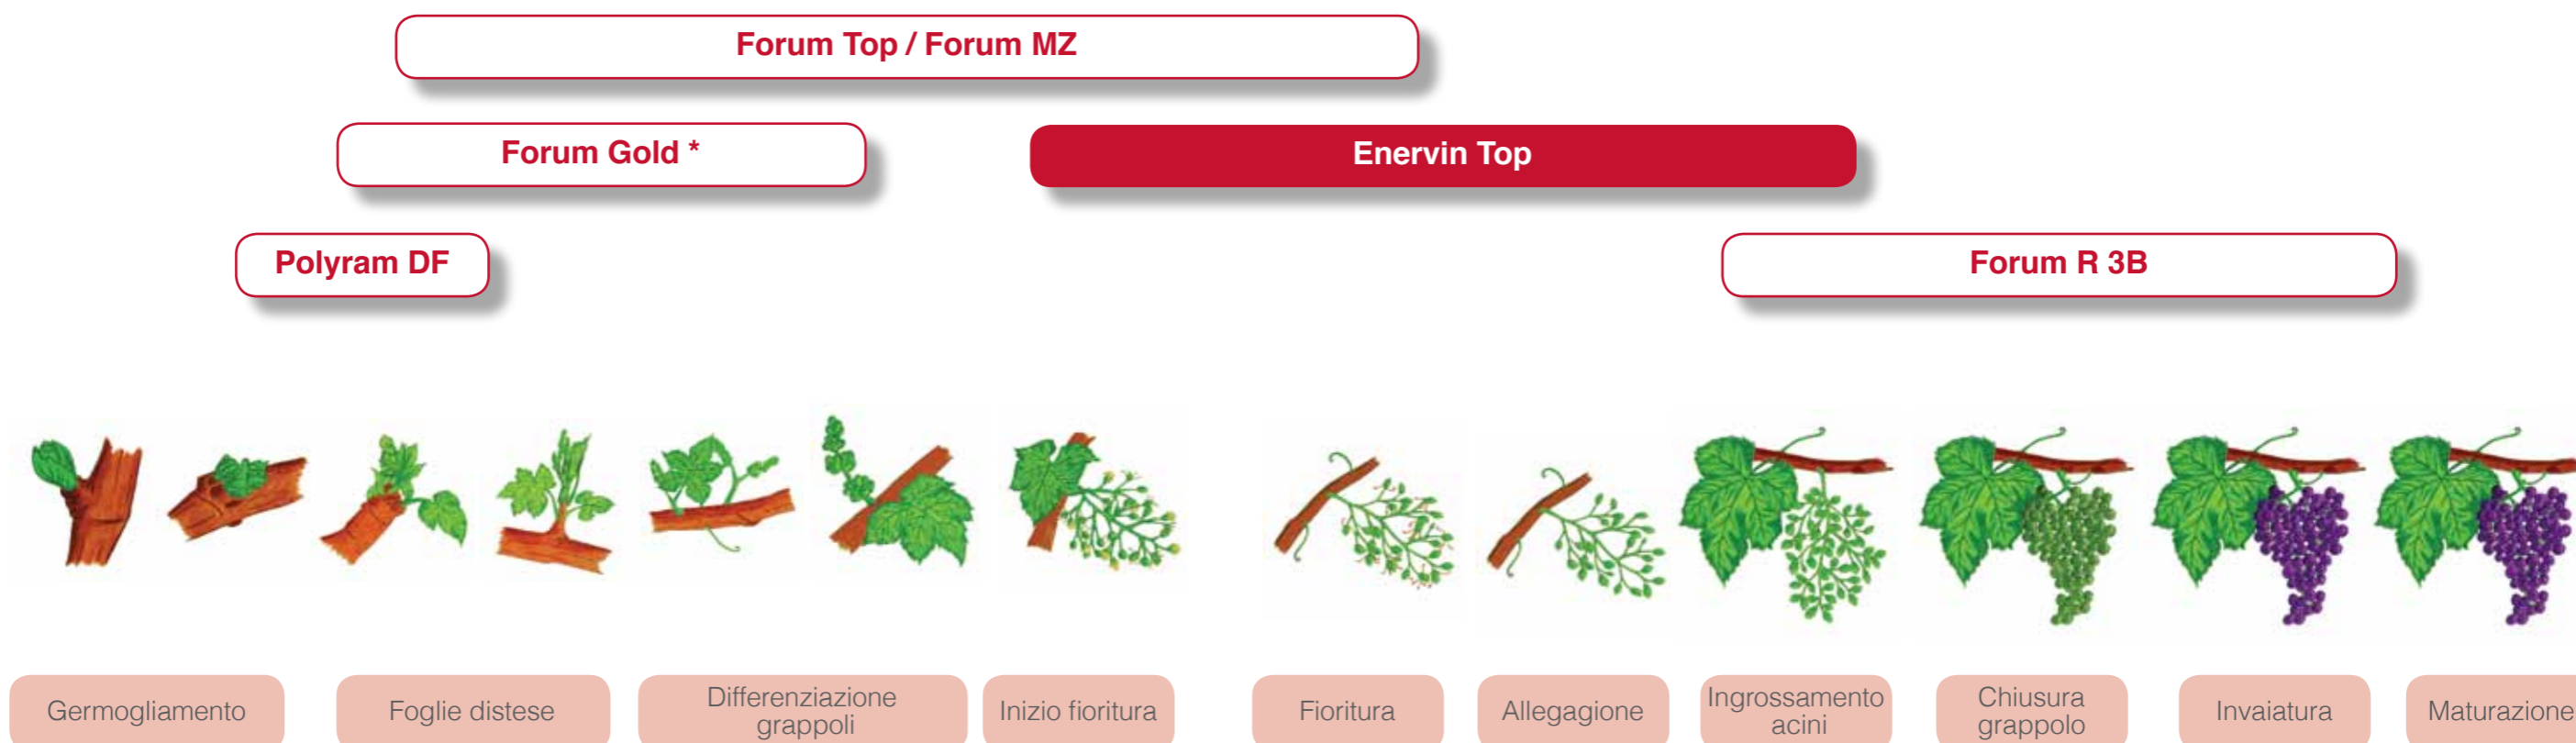 Forum Top / Forum MZ
Forum Gold *
Enervin Top
Polyram DF
Forum R 3B
Germogliamento
Foglie distese
Differenziazione
grappoli
Inizio fioritura
Fioritura
Allegagione
Ingrossamento
acini
Chiusura
grappolo
Invaiatura
Maturazione